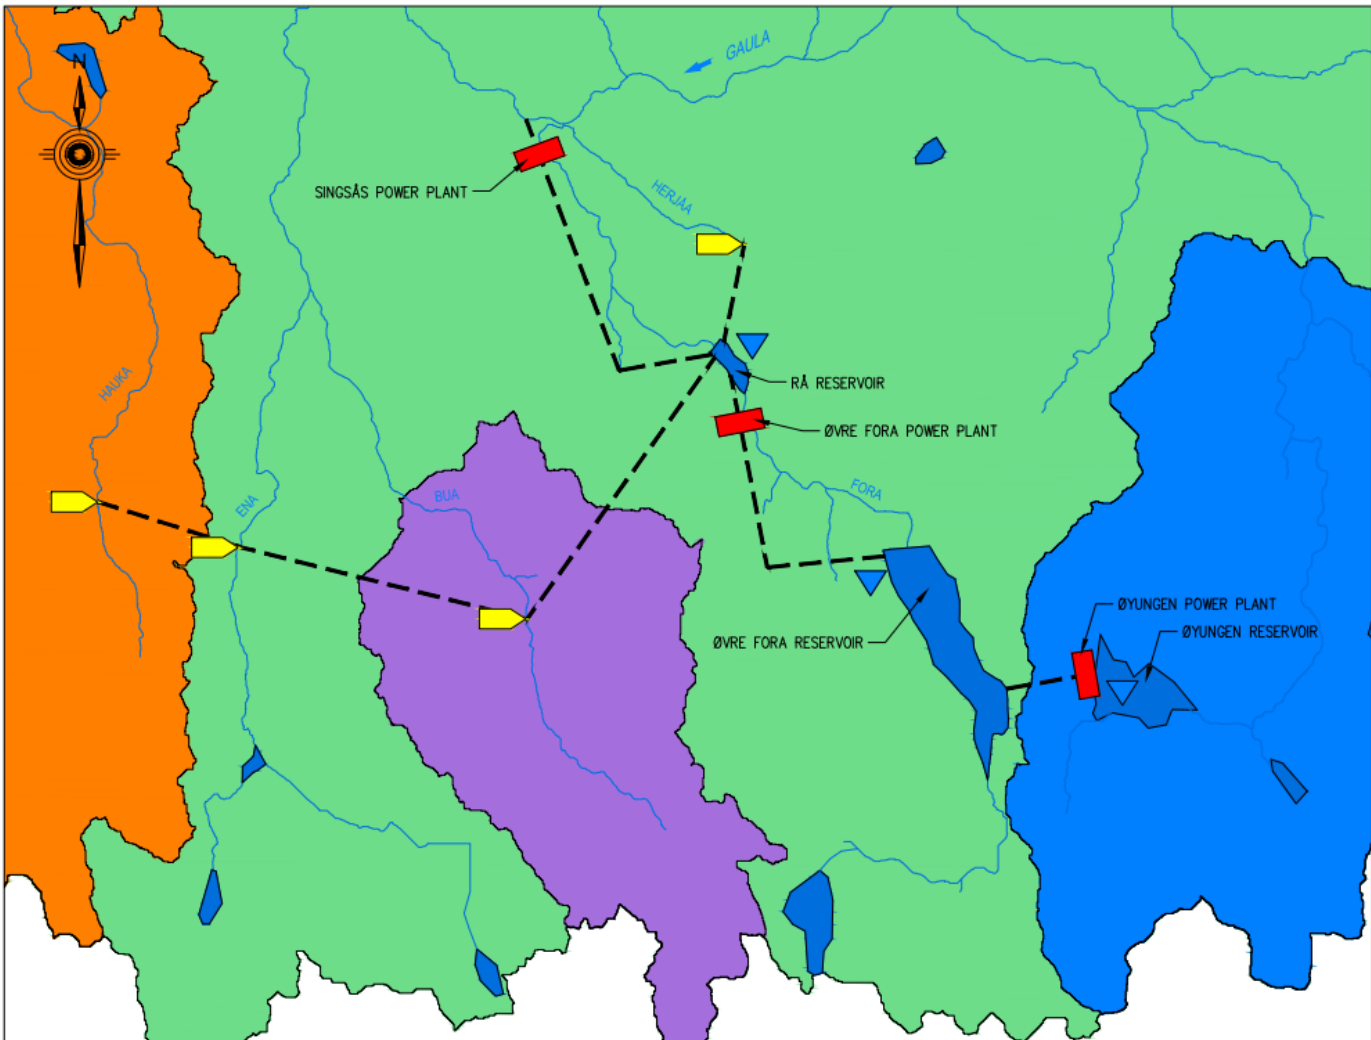 GAULA
N
SINGSÅS POWER PLANT
HERJÅA
HAUKA
RÅ RESERVOIR
ØVRE FORA POWER PLANT
ENA
BUA
FORA
ØYUNGEN POWER PLANT
ØYUNGEN RESERVOIR
ØVRE FORA RESERVOIR